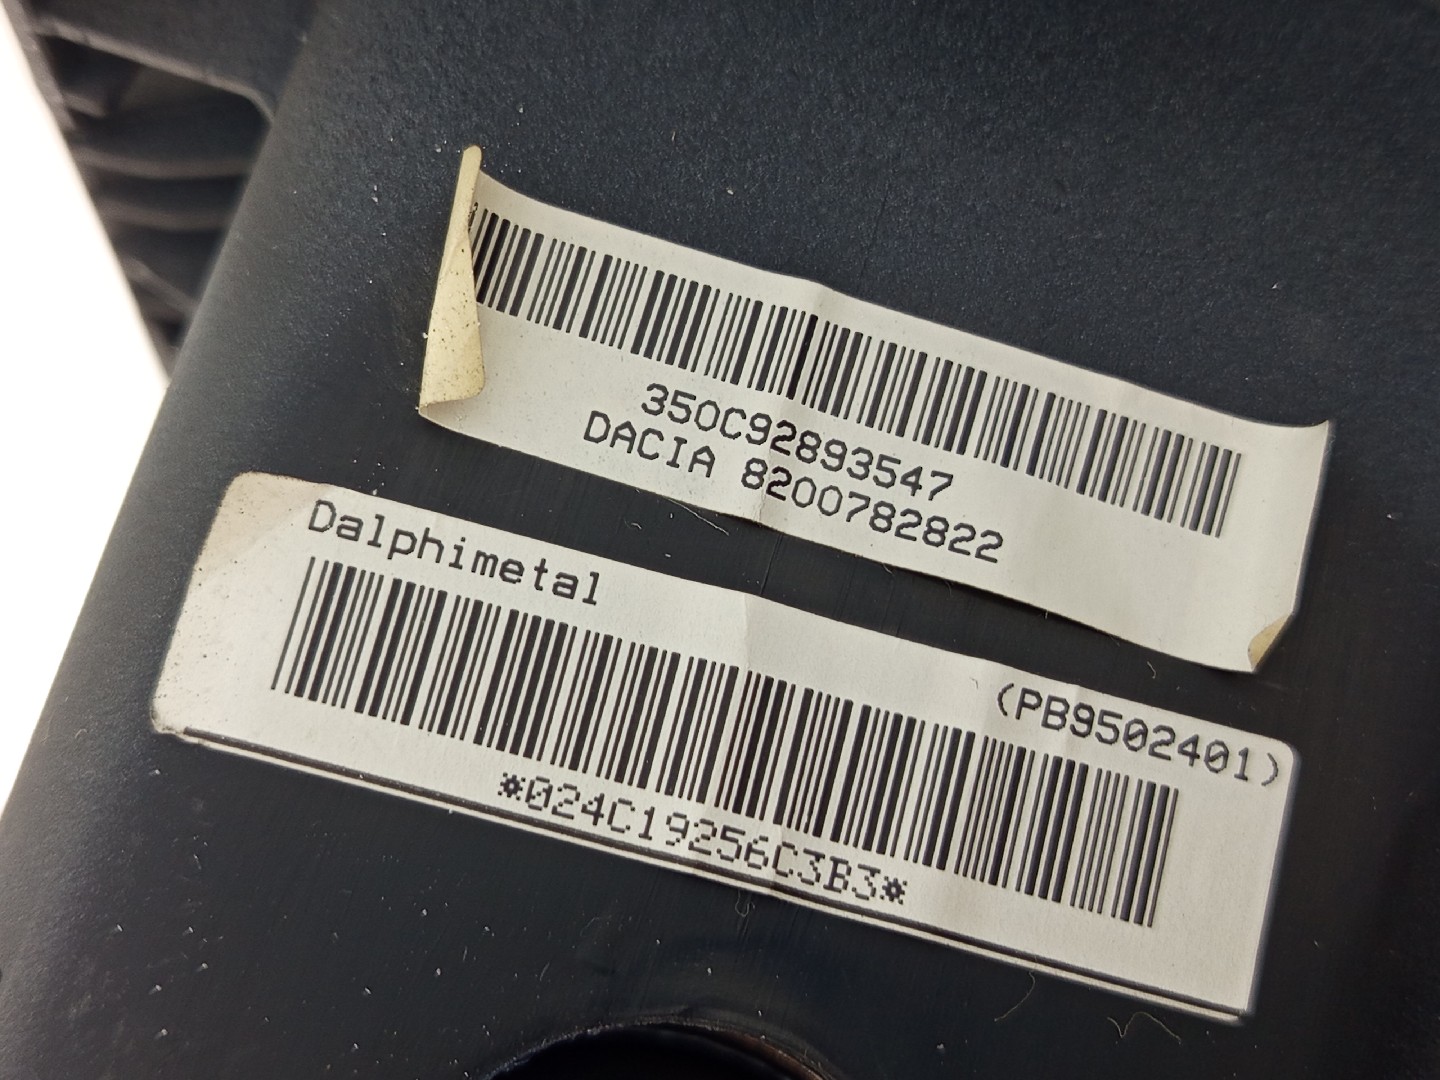 350C92893547
DACIA 8200782822
Dalphimetal
(PB9502401)
*024C19256C3B3*